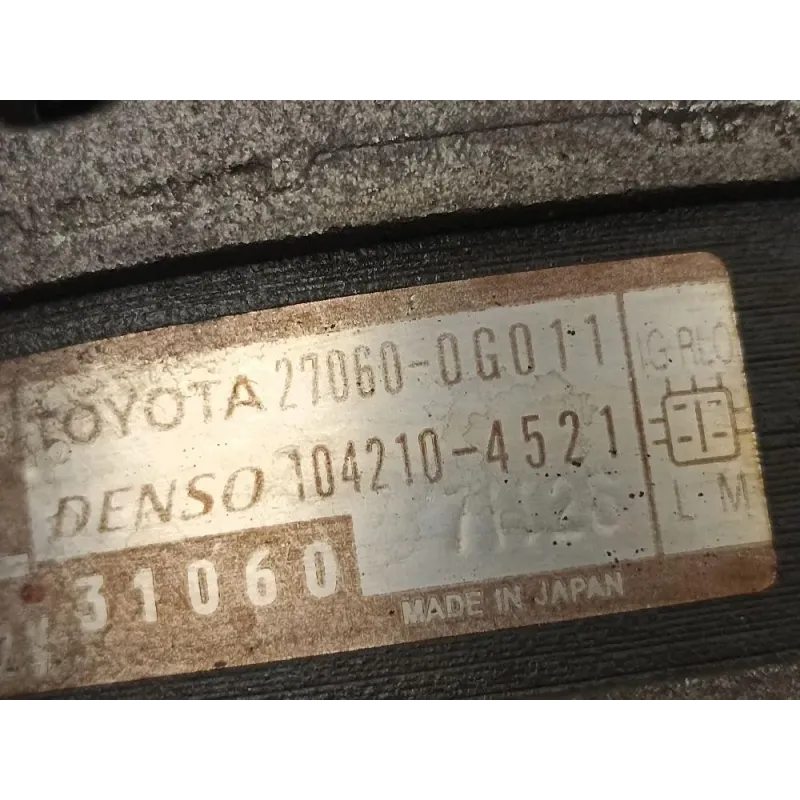 TOYOTA 27060-0G011
IG RLO
DENSO 104210-4521
L M
31060
MADE IN JAPAN